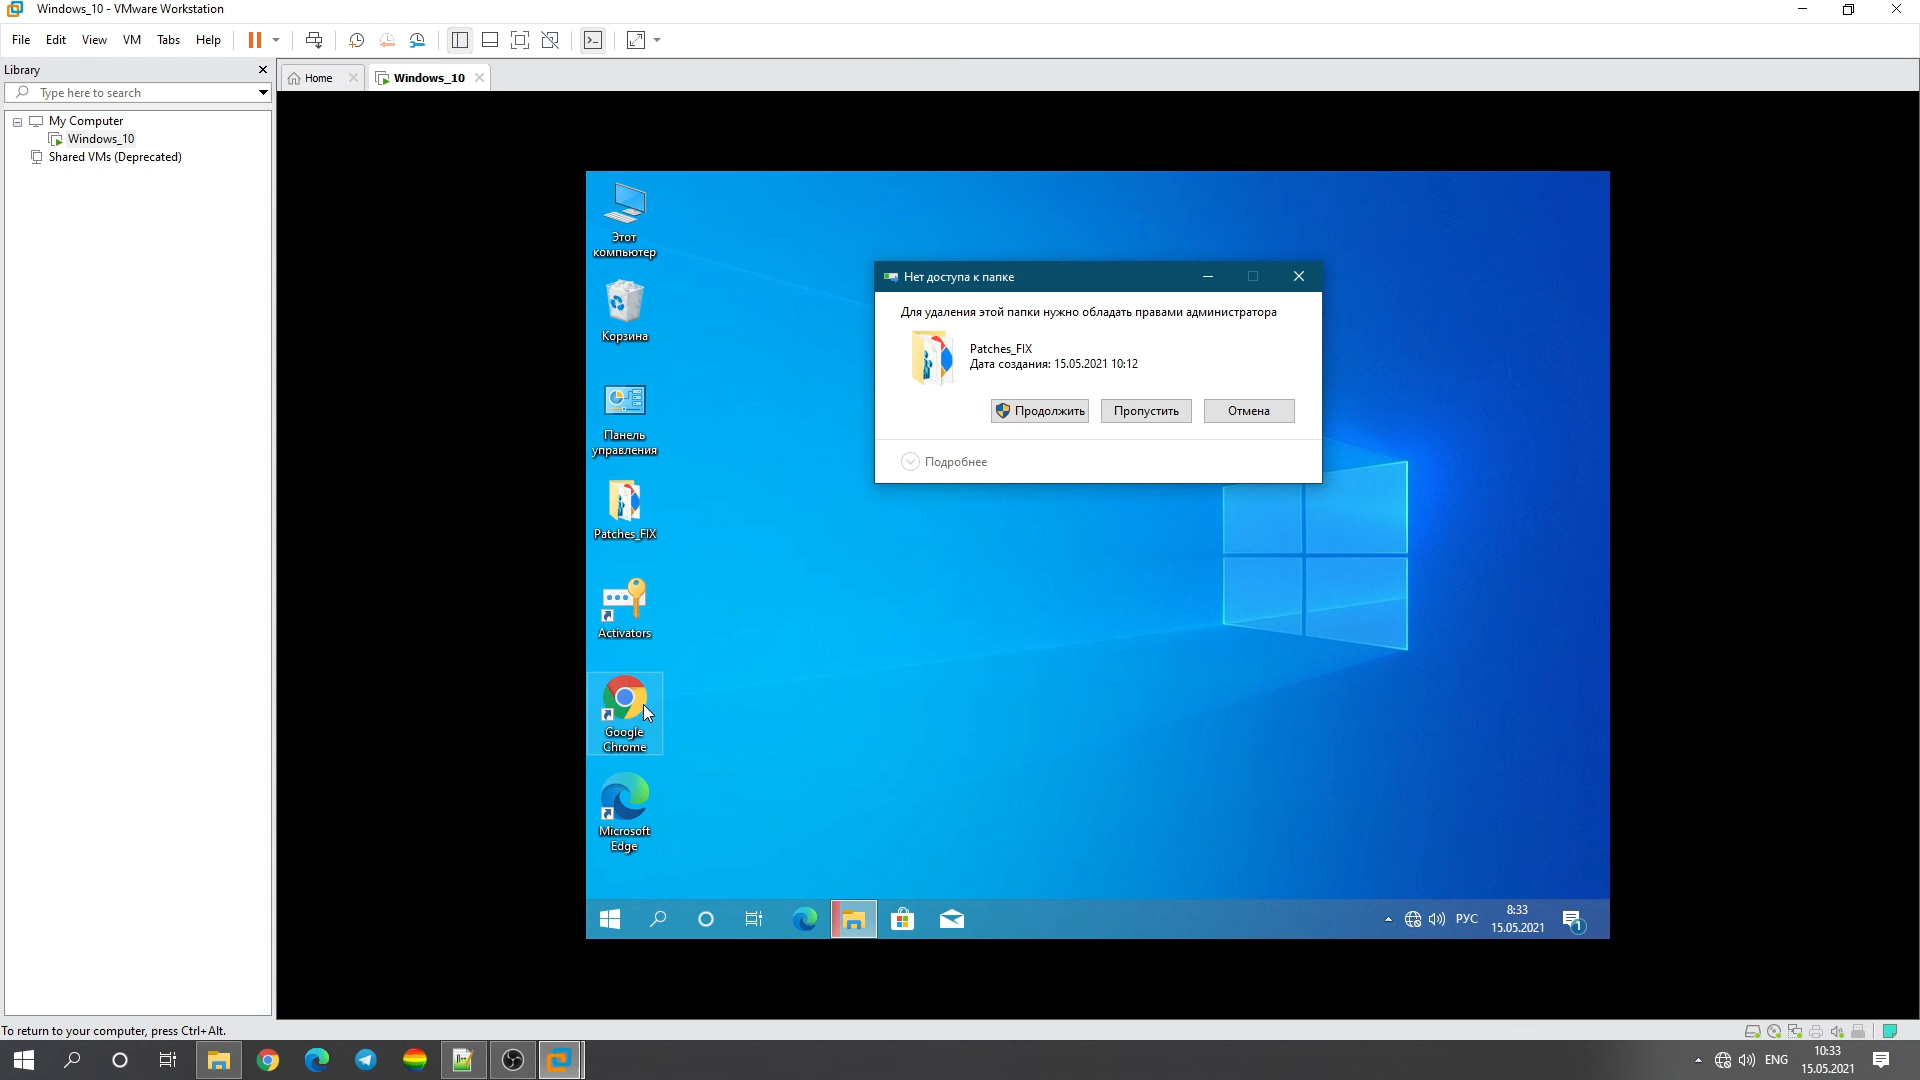 Windows_10 - VMware Workstation
File Edit View VM Tabs Help
Library
Type here to search
My Computer
Windows_10
Shared VMs (Deprecated)
Home
Windows_10
Этот
компьютер
Корзина
Панель
управления
Patches_FIX
Activators
Google
Chrome
Microsoft
Edge
Нет доступа к папке
Для удаления этой папки нужно обладать правами администратора
Patches_FIX
Дата создания: 15.05.2021 10:12
Продолжить Пропустить Отмена
Подробнее
РУС
8:33
15.05.2021
1
To return to your computer, press Ctrl+Alt.
ENG
10:33
15.05.2021